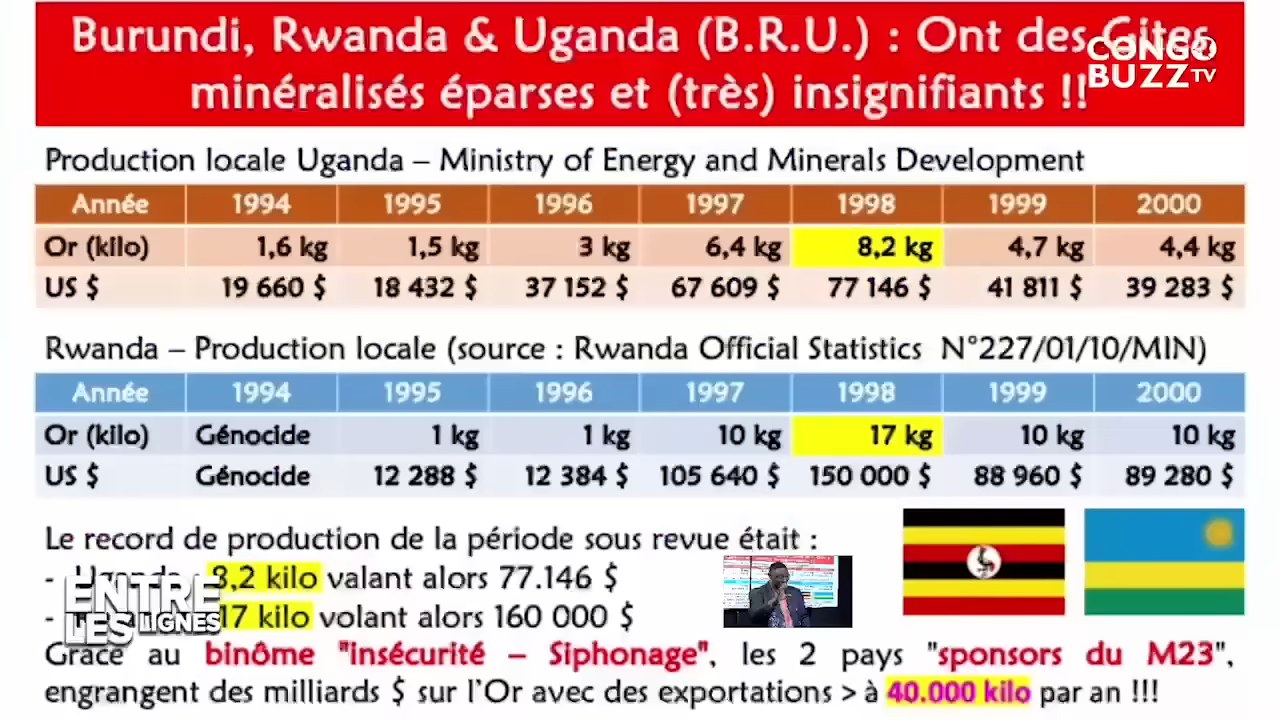 Burundi, Rwanda & Uganda (B.R.U.) : Ont des Gites
minéralisés éparses et (très) insignifiants !!
CONGO
BUZZ TV
Production locale Uganda – Ministry of Energy and Minerals Development
Année 1994 1995 1996 1997 1998 1999 2000
Or (kilo) 1,6 kg 1,5 kg 3 kg 6,4 kg 8,2 kg 4,7 kg 4,4 kg
US $ 19 660 $ 18 432 $ 37 152 $ 67 609 $ 77 146 $ 41 811 $ 39 283 $
Rwanda – Production locale (source : Rwanda Official Statistics N°227/01/10/MIN)
Année 1994 1995 1996 1997 1998 1999 2000
Or (kilo) Génocide 1 kg 1 kg 10 kg 17 kg 10 kg 10 kg
US $ Génocide 12 288 $ 12 384 $ 105 640 $ 150 000 $ 88 960 $ 89 280 $
Le record de production de la période sous revue était :
- 8,2 kilo valant alors 77.146 $
- 17 kilo volant alors 160 000 $
ENTRE
LES LIGNES
Grâce au binôme "insécurité – Siphonage", les 2 pays "sponsors du M23",
engrangent des milliards $ sur l'Or avec des exportations > à 40.000 kilo par an !!!